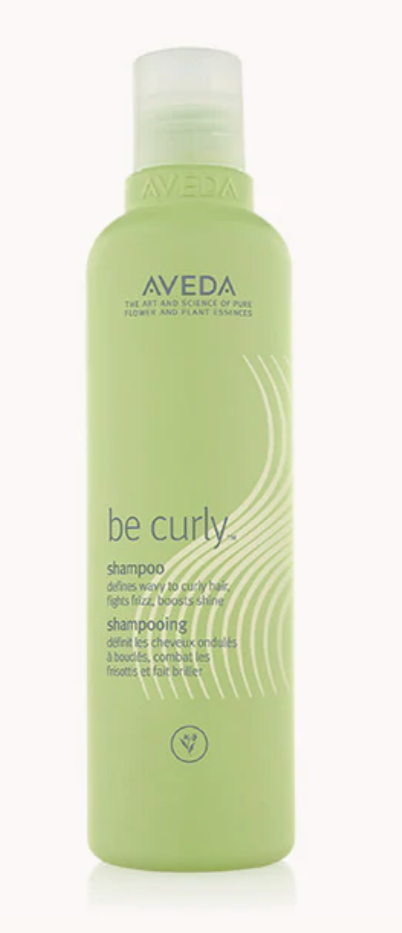 AVEDA
AVEDA
THE ART AND SCIENCE OF PURE
FLOWER AND PLANT ESSENCES
be curly™
shampoo
defines wavy to curly hair,
fights frizz, boosts shine
shampooing
définit les cheveux ondulés
à bouclés, combat les
frisottis et fait briller